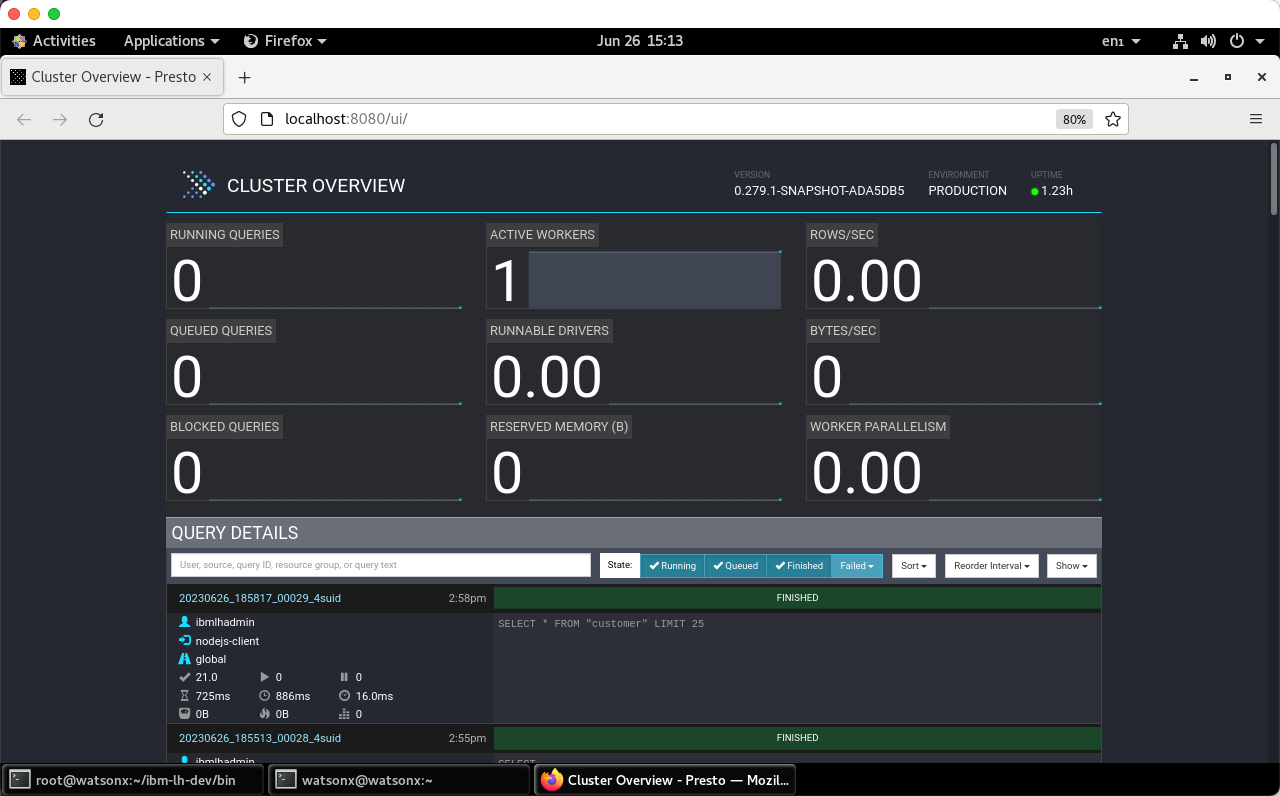 Activities Applications Firefox Jun 26 15:13 en₁
Cluster Overview - Presto
localhost:8080/ui/ 80%
CLUSTER OVERVIEW
VERSION ENVIRONMENT UPTIME
0.279.1-SNAPSHOT-ADA5DB5 PRODUCTION 1.23h
RUNNING QUERIES ACTIVE WORKERS ROWS/SEC
0 1 0.00
QUEUED QUERIES RUNNABLE DRIVERS BYTES/SEC
0 0.00 0
BLOCKED QUERIES RESERVED MEMORY (B) WORKER PARALLELISM
0 0 0.00
QUERY DETAILS
User, source, query ID, resource group, or query text State: Running Queued Finished Failed Sort Reorder Interval Show
20230626_185817_00029_4suid 2:58pm FINISHED
ibmlhadmin SELECT * FROM "customer" LIMIT 25
nodejs-client
global
21.0 0 0
725ms 886ms 16.0ms
0B 0B 0
20230626_185513_00028_4suid 2:55pm FINISHED
ibmlhadmin SELECT
root@watsonx:~/ibm-lh-dev/bin watsonx@watsonx:~ Cluster Overview - Presto — Mozil...